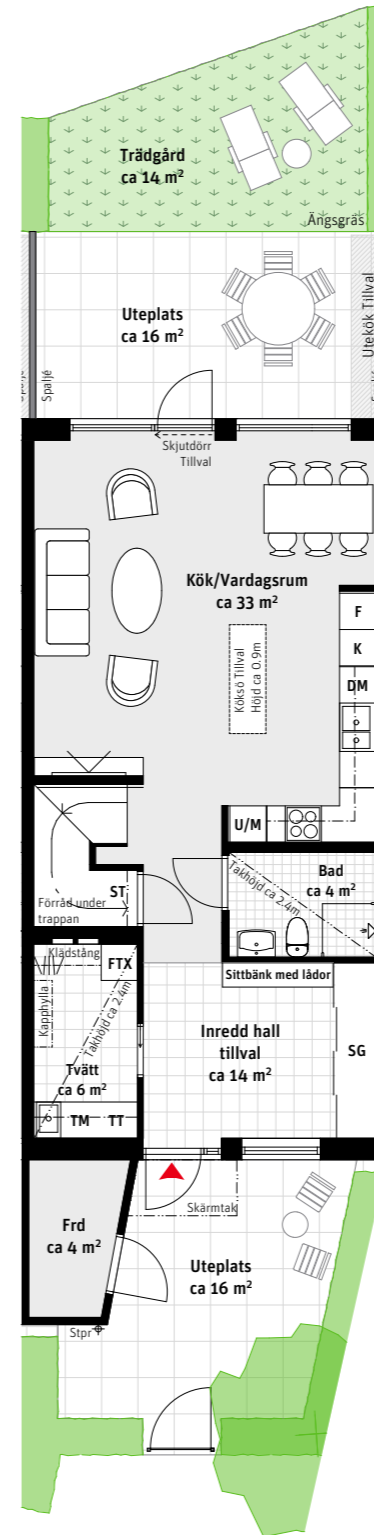 Trädgård
ca 14 m²
Ängsgräs
Uteplats
ca 16 m²
Spaljé
Utekök Tillval
Skjutdörr
Tillval
Kök/Vardagsrum
ca 33 m²
F
K
DM
Köksö Tillval
Höjd ca 0.9m
U/M
Bad
ca 4 m²
Takhöjd ca 2.4m
ST
Förråd under
trappan
Klädstång
FTX
Kapphylla
Takhöjd ca 2.4m
Tvätt
ca 6 m²
TM
TT
Sittbänk med lådor
Inredd hall
tillval
ca 14 m²
SG
Skärmtak
Frd
ca 4 m²
Uteplats
ca 16 m²
Stpr